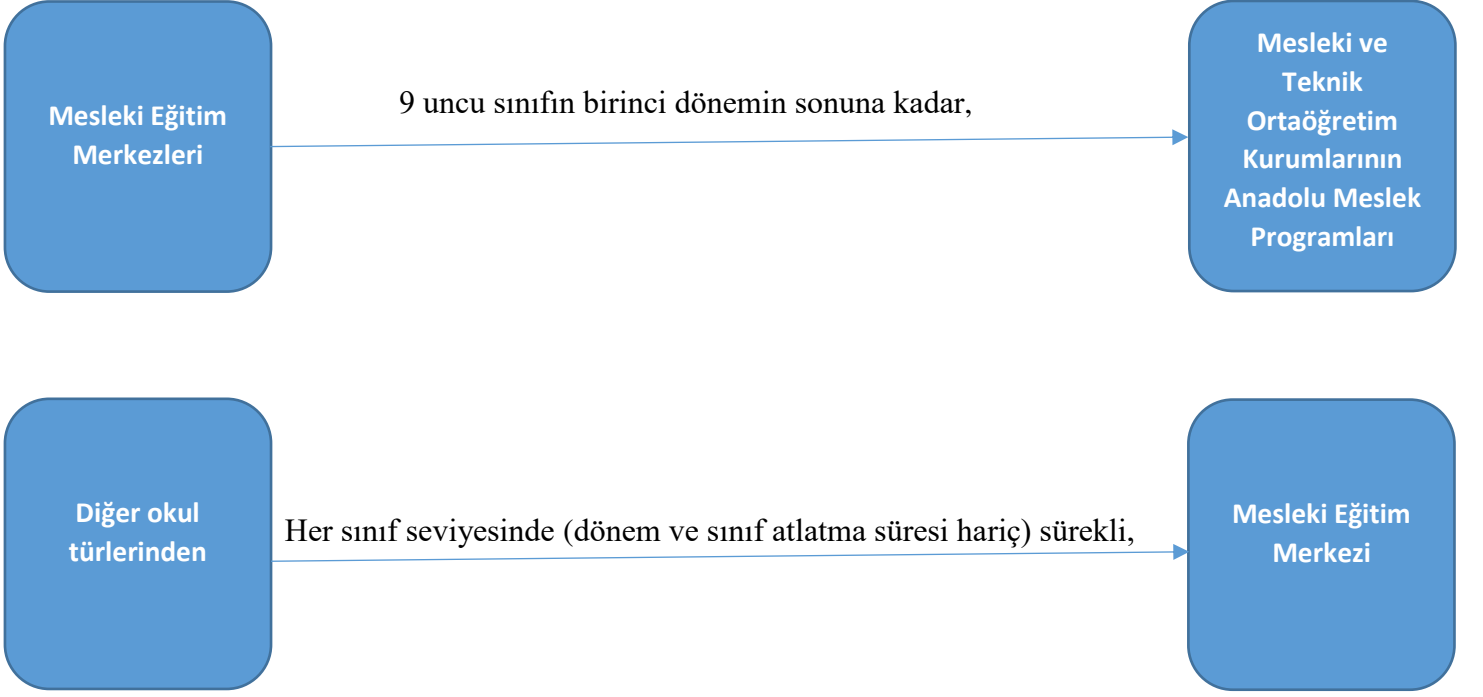 Mesleki Eğitim
Merkezleri
9 uncu sınıfın birinci dönemin sonuna kadar,
Mesleki ve
Teknik
Ortaöğretim
Kurumlarının
Anadolu Meslek
Programları
Diğer okul
türlerinden
Her sınıf seviyesinde (dönem ve sınıf atlatma süresi hariç) sürekli,
Mesleki Eğitim
Merkezi